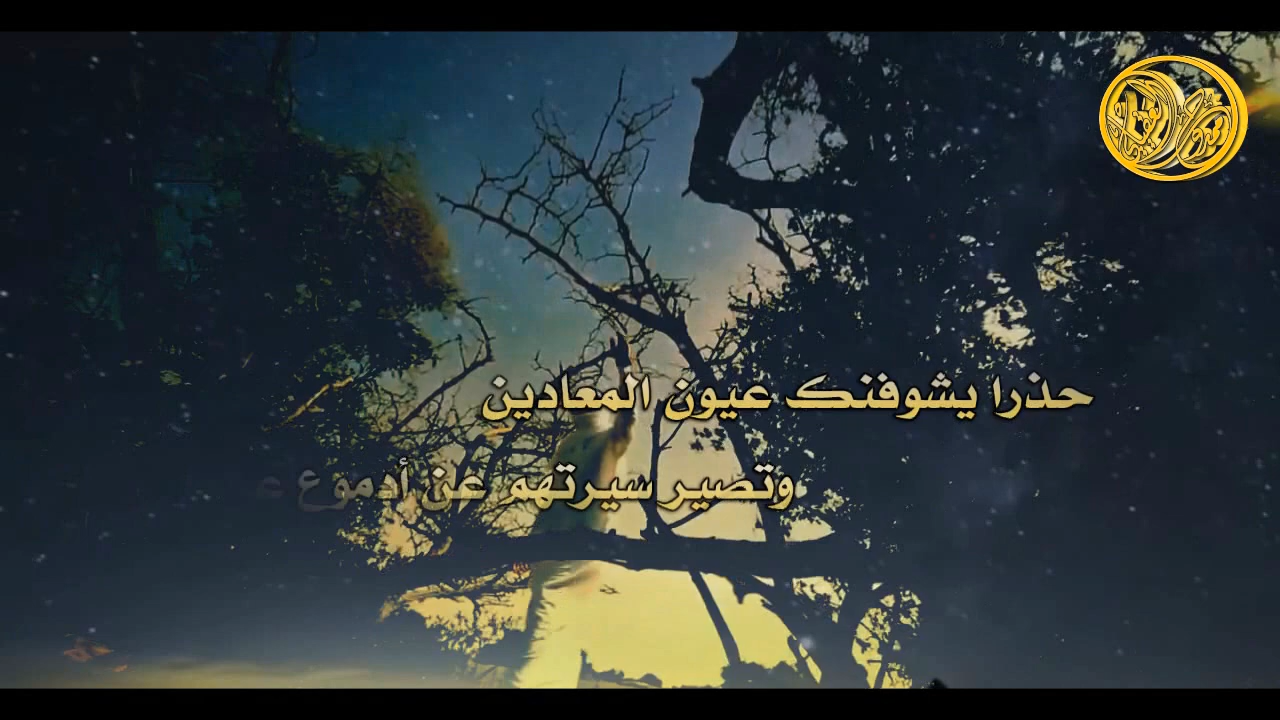 حذرا يشوفنك عيون المعادين
وتصير سيرتهم عن أدموع